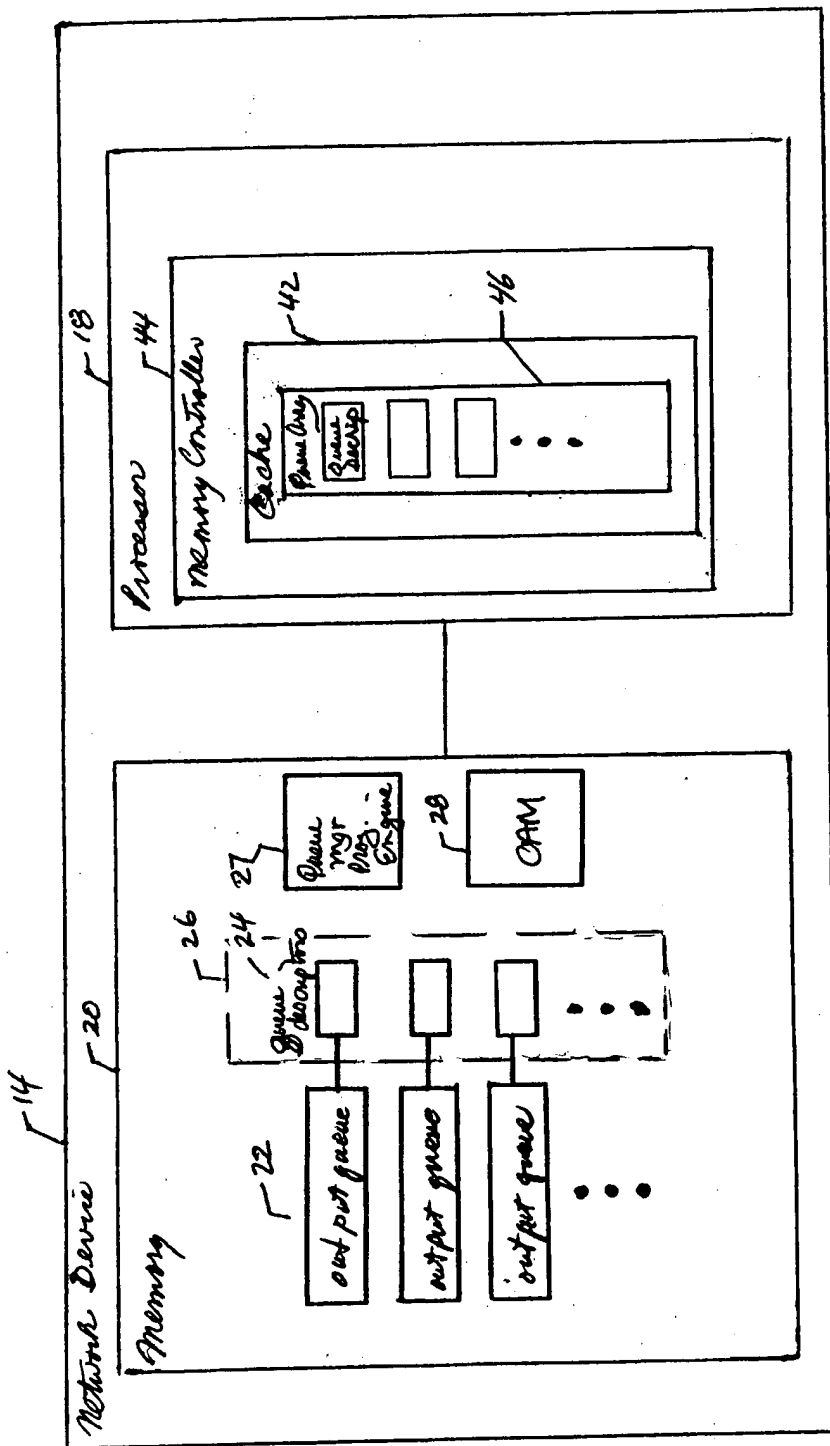 14
Network Device
20
Memory
22
output queue
output queue
output queue
26
24
queue
descriptors
27
Queue
mgr
Prog.
Engine
28
CAM
18
Processor
44
Memory Controller
42
Cache
Queue Array
Queue
Descrip
46